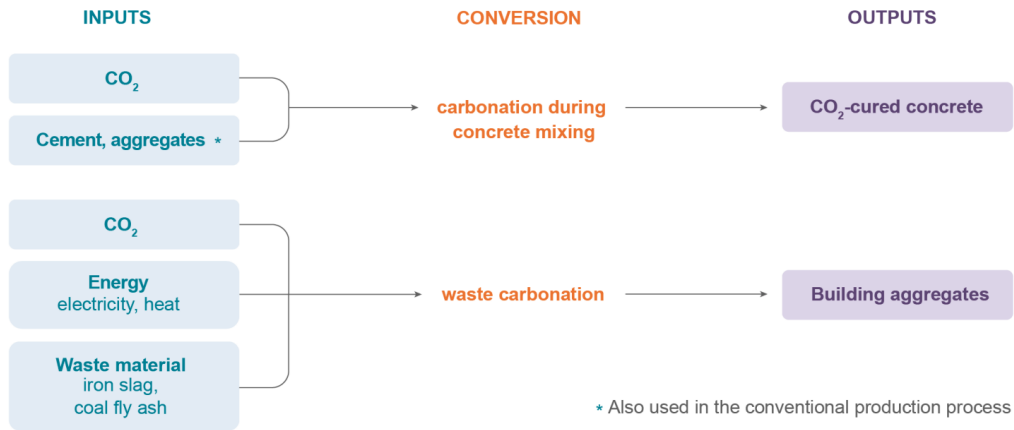 INPUTS
CONVERSION
OUTPUTS
CO₂
Cement, aggregates *
carbonation during
concrete mixing
CO₂-cured concrete
CO₂
Energy
electricity, heat
Waste material
iron slag,
coal fly ash
waste carbonation
Building aggregates
* Also used in the conventional production process